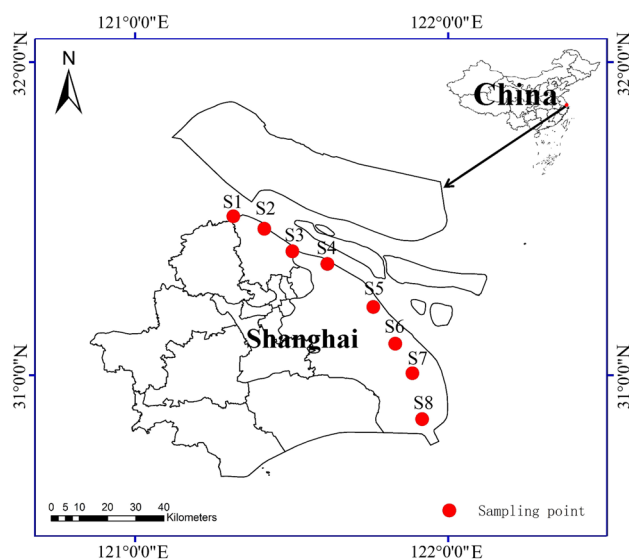 121°0'0"E
122°0'0"E
32°0'0"N
32°0'0"N
N
China
S1
S2
S3
S4
S5
Shanghai
S6
S7
31°0'0"N
31°0'0"N
S8
0 5 10 20 30 40
Kilometers
Sampling point
121°0'0"E
122°0'0"E